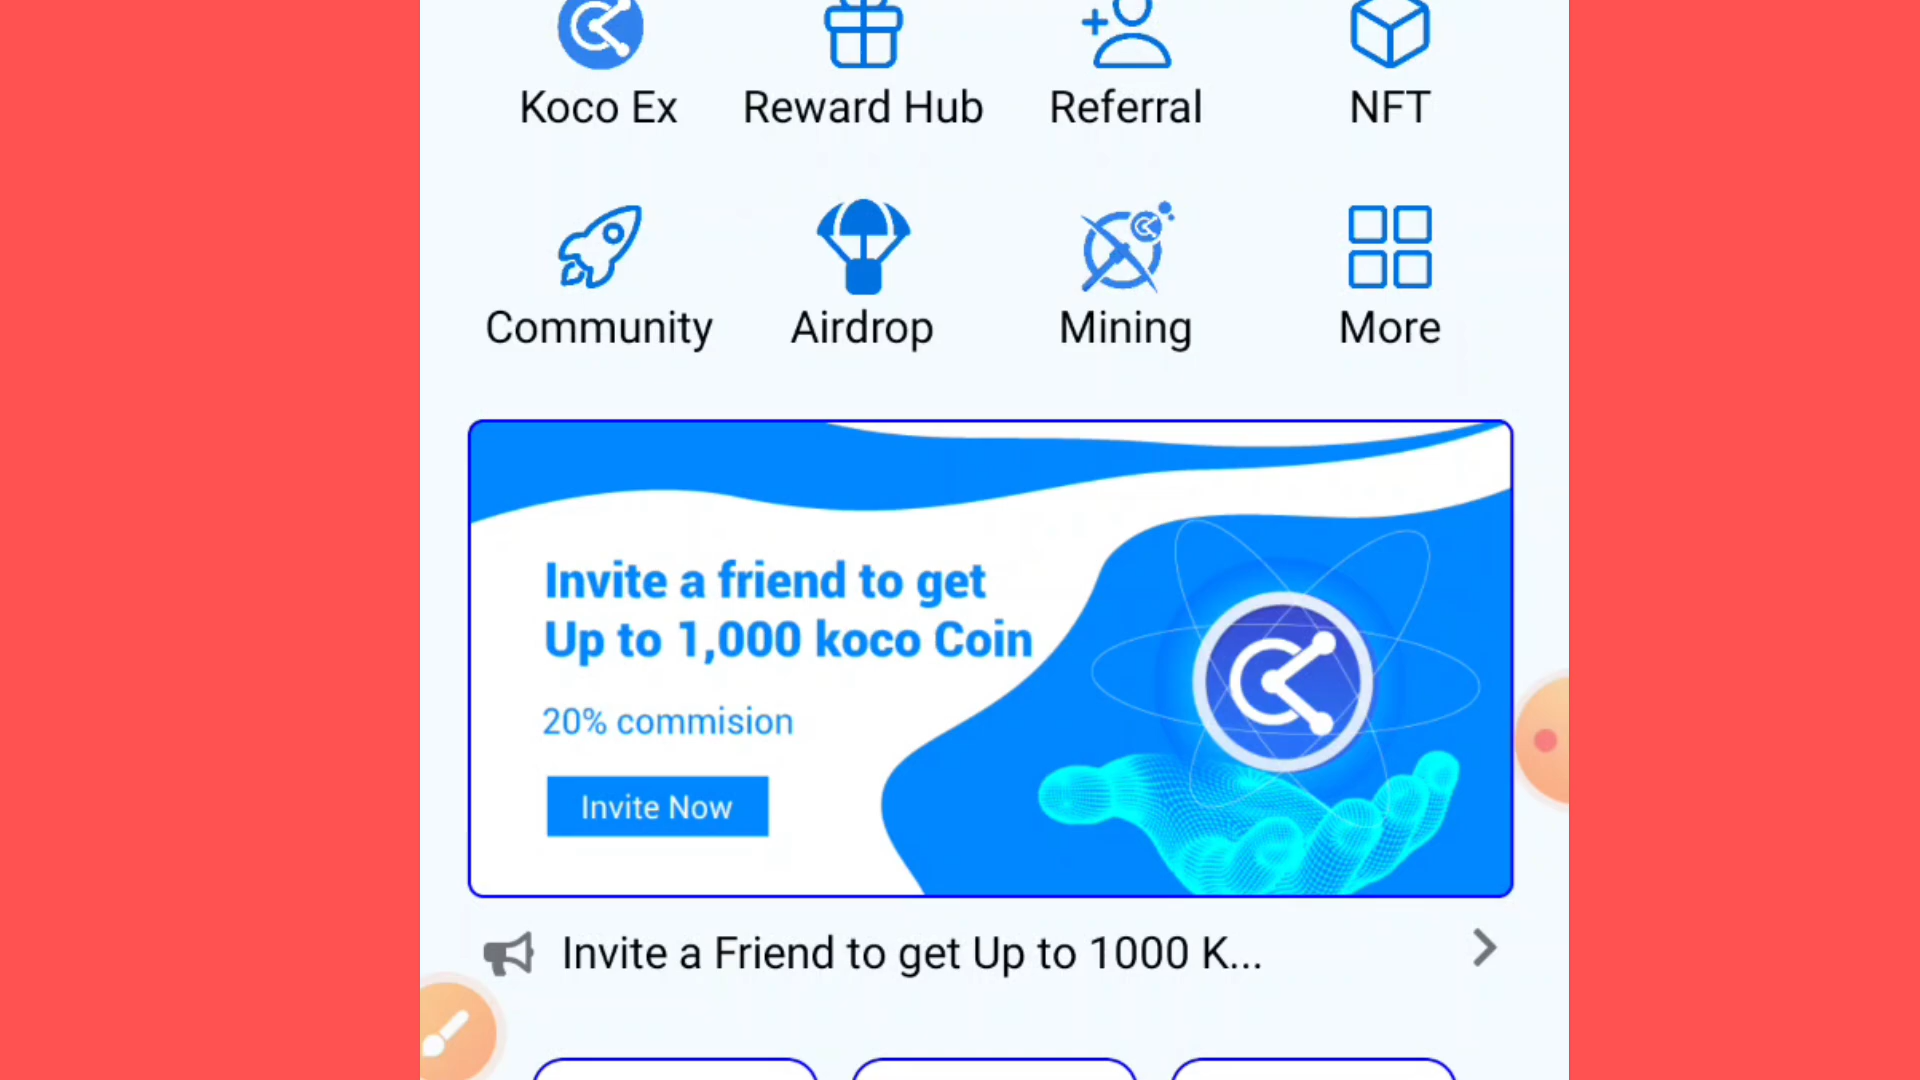 Koco Ex Reward Hub Referral NFT
Community Airdrop Mining More
Invite a friend to get
Up to 1,000 koco Coin
20% commision
Invite Now
Invite a Friend to get Up to 1000 K...